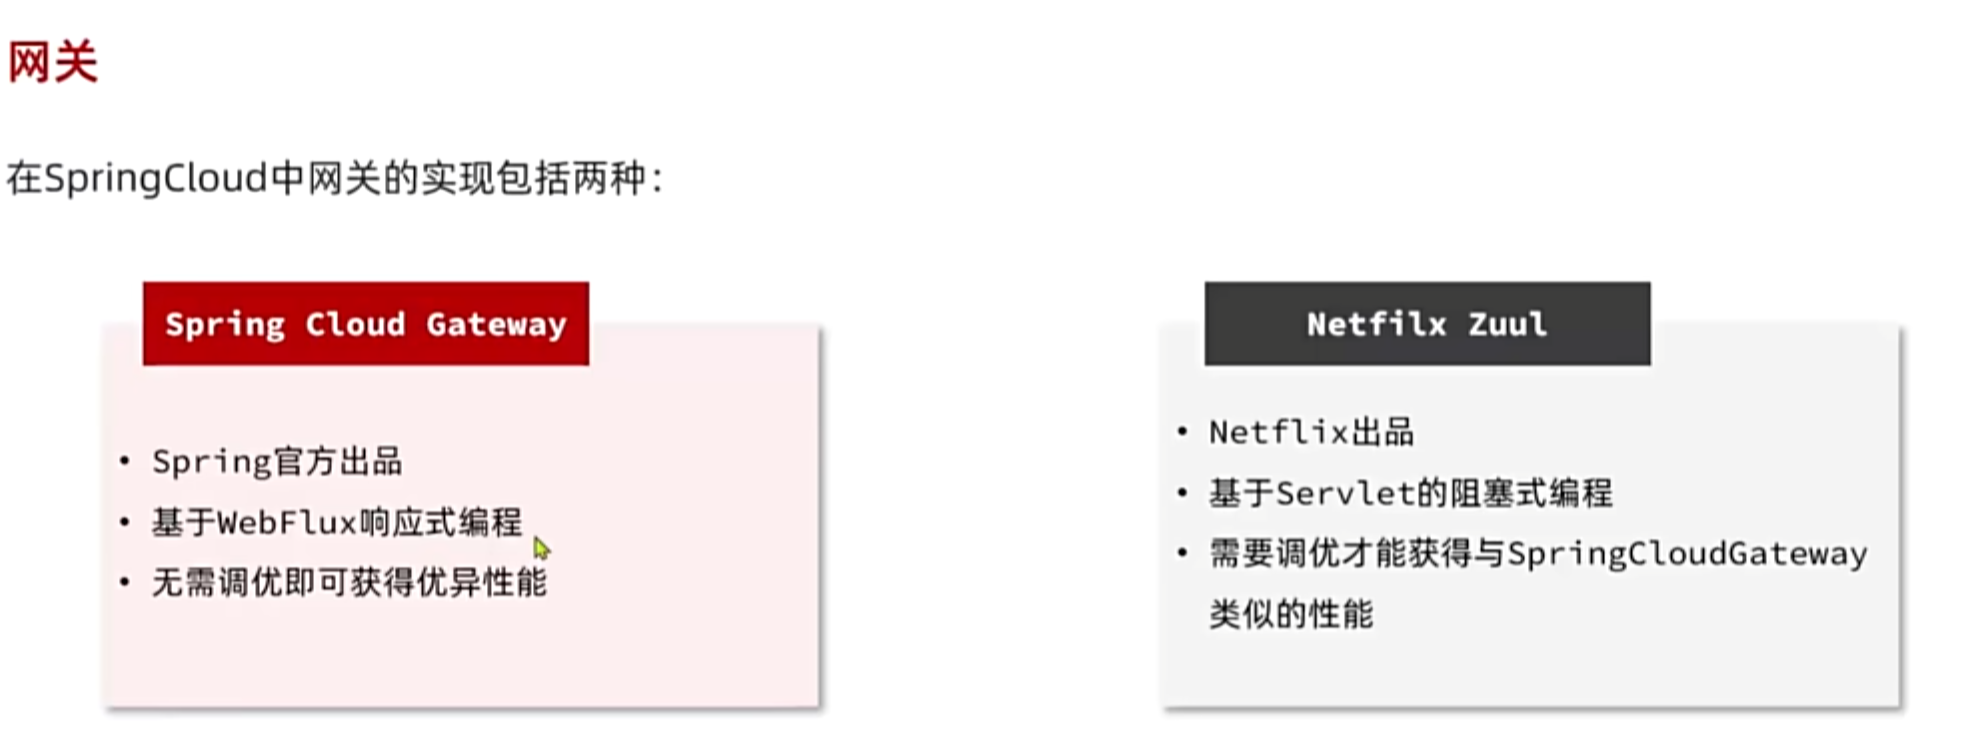 网关
在SpringCloud中网关的实现包括两种：
Spring Cloud Gateway
• Spring官方出品
• 基于WebFlux响应式编程
• 无需调优即可获得优异性能
Netfilx Zuul
• Netflix出品
• 基于Servlet的阻塞式编程
• 需要调优才能获得与SpringCloudGateway
类似的性能